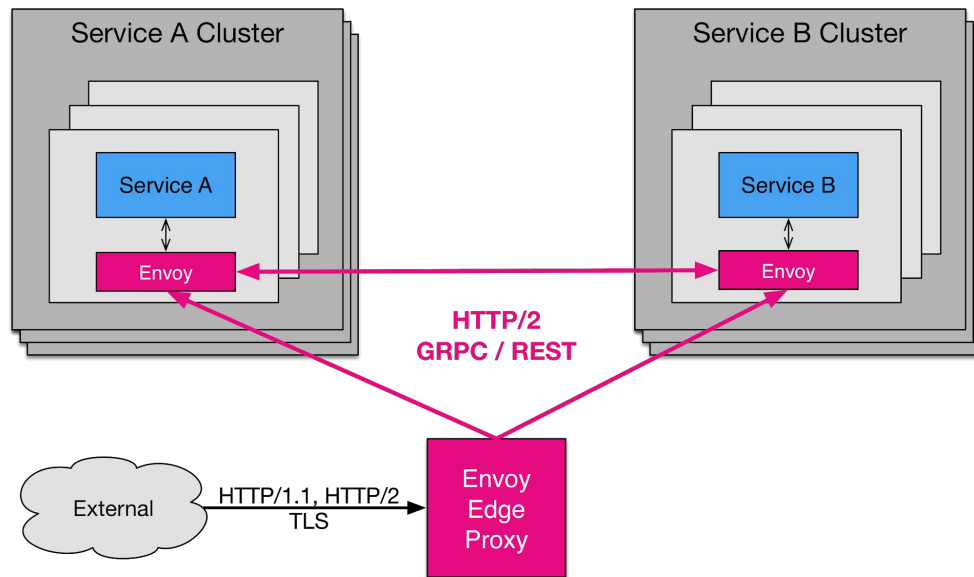 Service A Cluster
Service B Cluster
Service A
Service B
Envoy
Envoy
HTTP/2
GRPC / REST
External
HTTP/1.1, HTTP/2
TLS
Envoy
Edge
Proxy